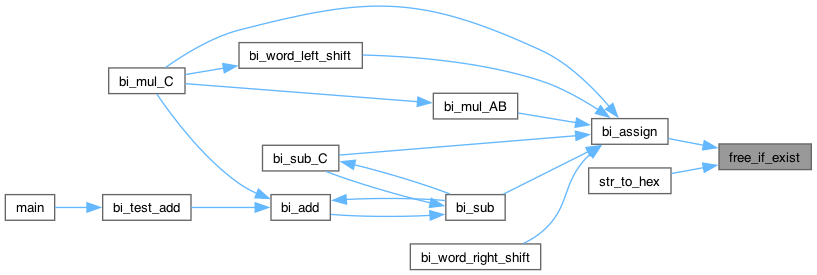 bi_word_left_shift
bi_mul_C
bi_mul_AB
bi_assign
bi_sub_C
free_if_exist
str_to_hex
main
bi_test_add
bi_add
bi_sub
bi_word_right_shift